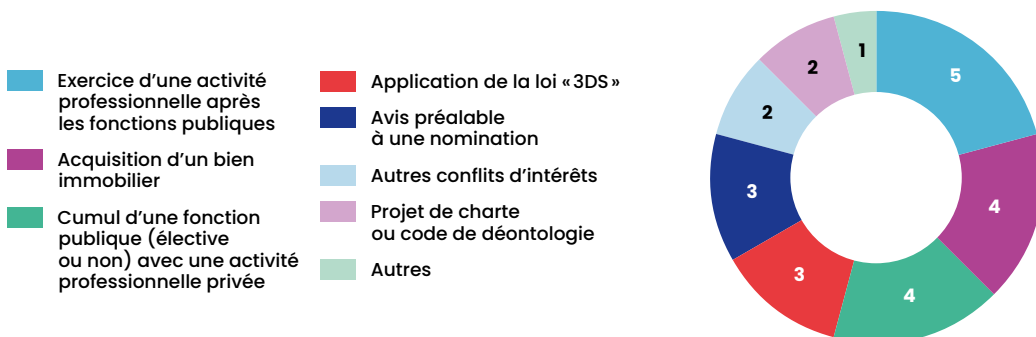 Exercice d’une activité
professionnelle après
les fonctions publiques
Acquisition d’un bien
immobilier
Cumul d’une fonction
publique (élective
ou non) avec une activité
professionnelle privée
Application de la loi «3DS»
Avis préalable
à une nomination
Autres conflits d’intérêts
Projet de charte
ou code de déontologie
Autres
5
4
4
3
3
2
2
1